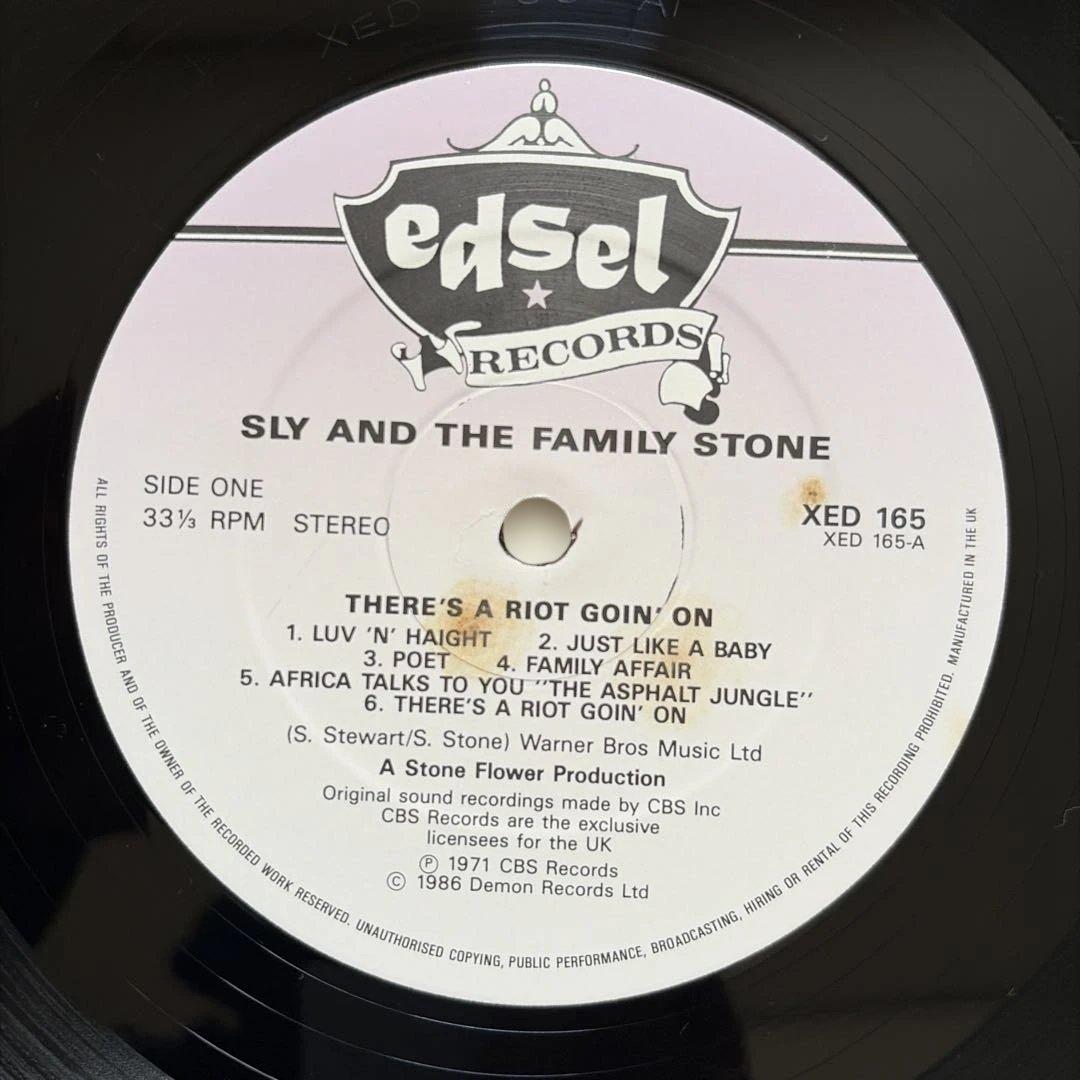 XED 165 A
edsel
RECORDS
SLY AND THE FAMILY STONE
SIDE ONE
33⅓ RPM STEREO
XED 165
XED 165-A
THERE'S A RIOT GOIN' ON
1. LUV 'N' HAIGHT 2. JUST LIKE A BABY
3. POET 4. FAMILY AFFAIR
5. AFRICA TALKS TO YOU "THE ASPHALT JUNGLE"
6. THERE'S A RIOT GOIN' ON
(S. Stewart/S. Stone) Warner Bros Music Ltd
A Stone Flower Production
Original sound recordings made by CBS Inc
CBS Records are the exclusive
licensees for the UK
℗ 1971 CBS Records
© 1986 Demon Records Ltd
ALL RIGHTS OF THE PRODUCER AND OF THE OWNER OF THE RECORDED WORK RESERVED. UNAUTHORISED COPYING, PUBLIC PERFORMANCE, BROADCASTING, HIRING OR RENTAL OF THIS RECORDING PROHIBITED. MANUFACTURED IN THE UK